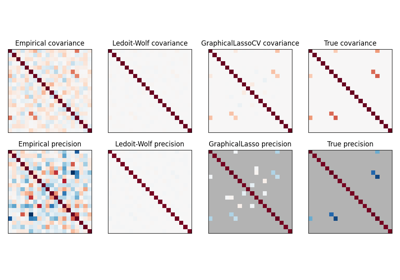 Empirical covariance
Ledoit-Wolf covariance
GraphicalLassoCV covariance
True covariance
Empirical precision
Ledoit-Wolf precision
GraphicalLasso precision
True precision